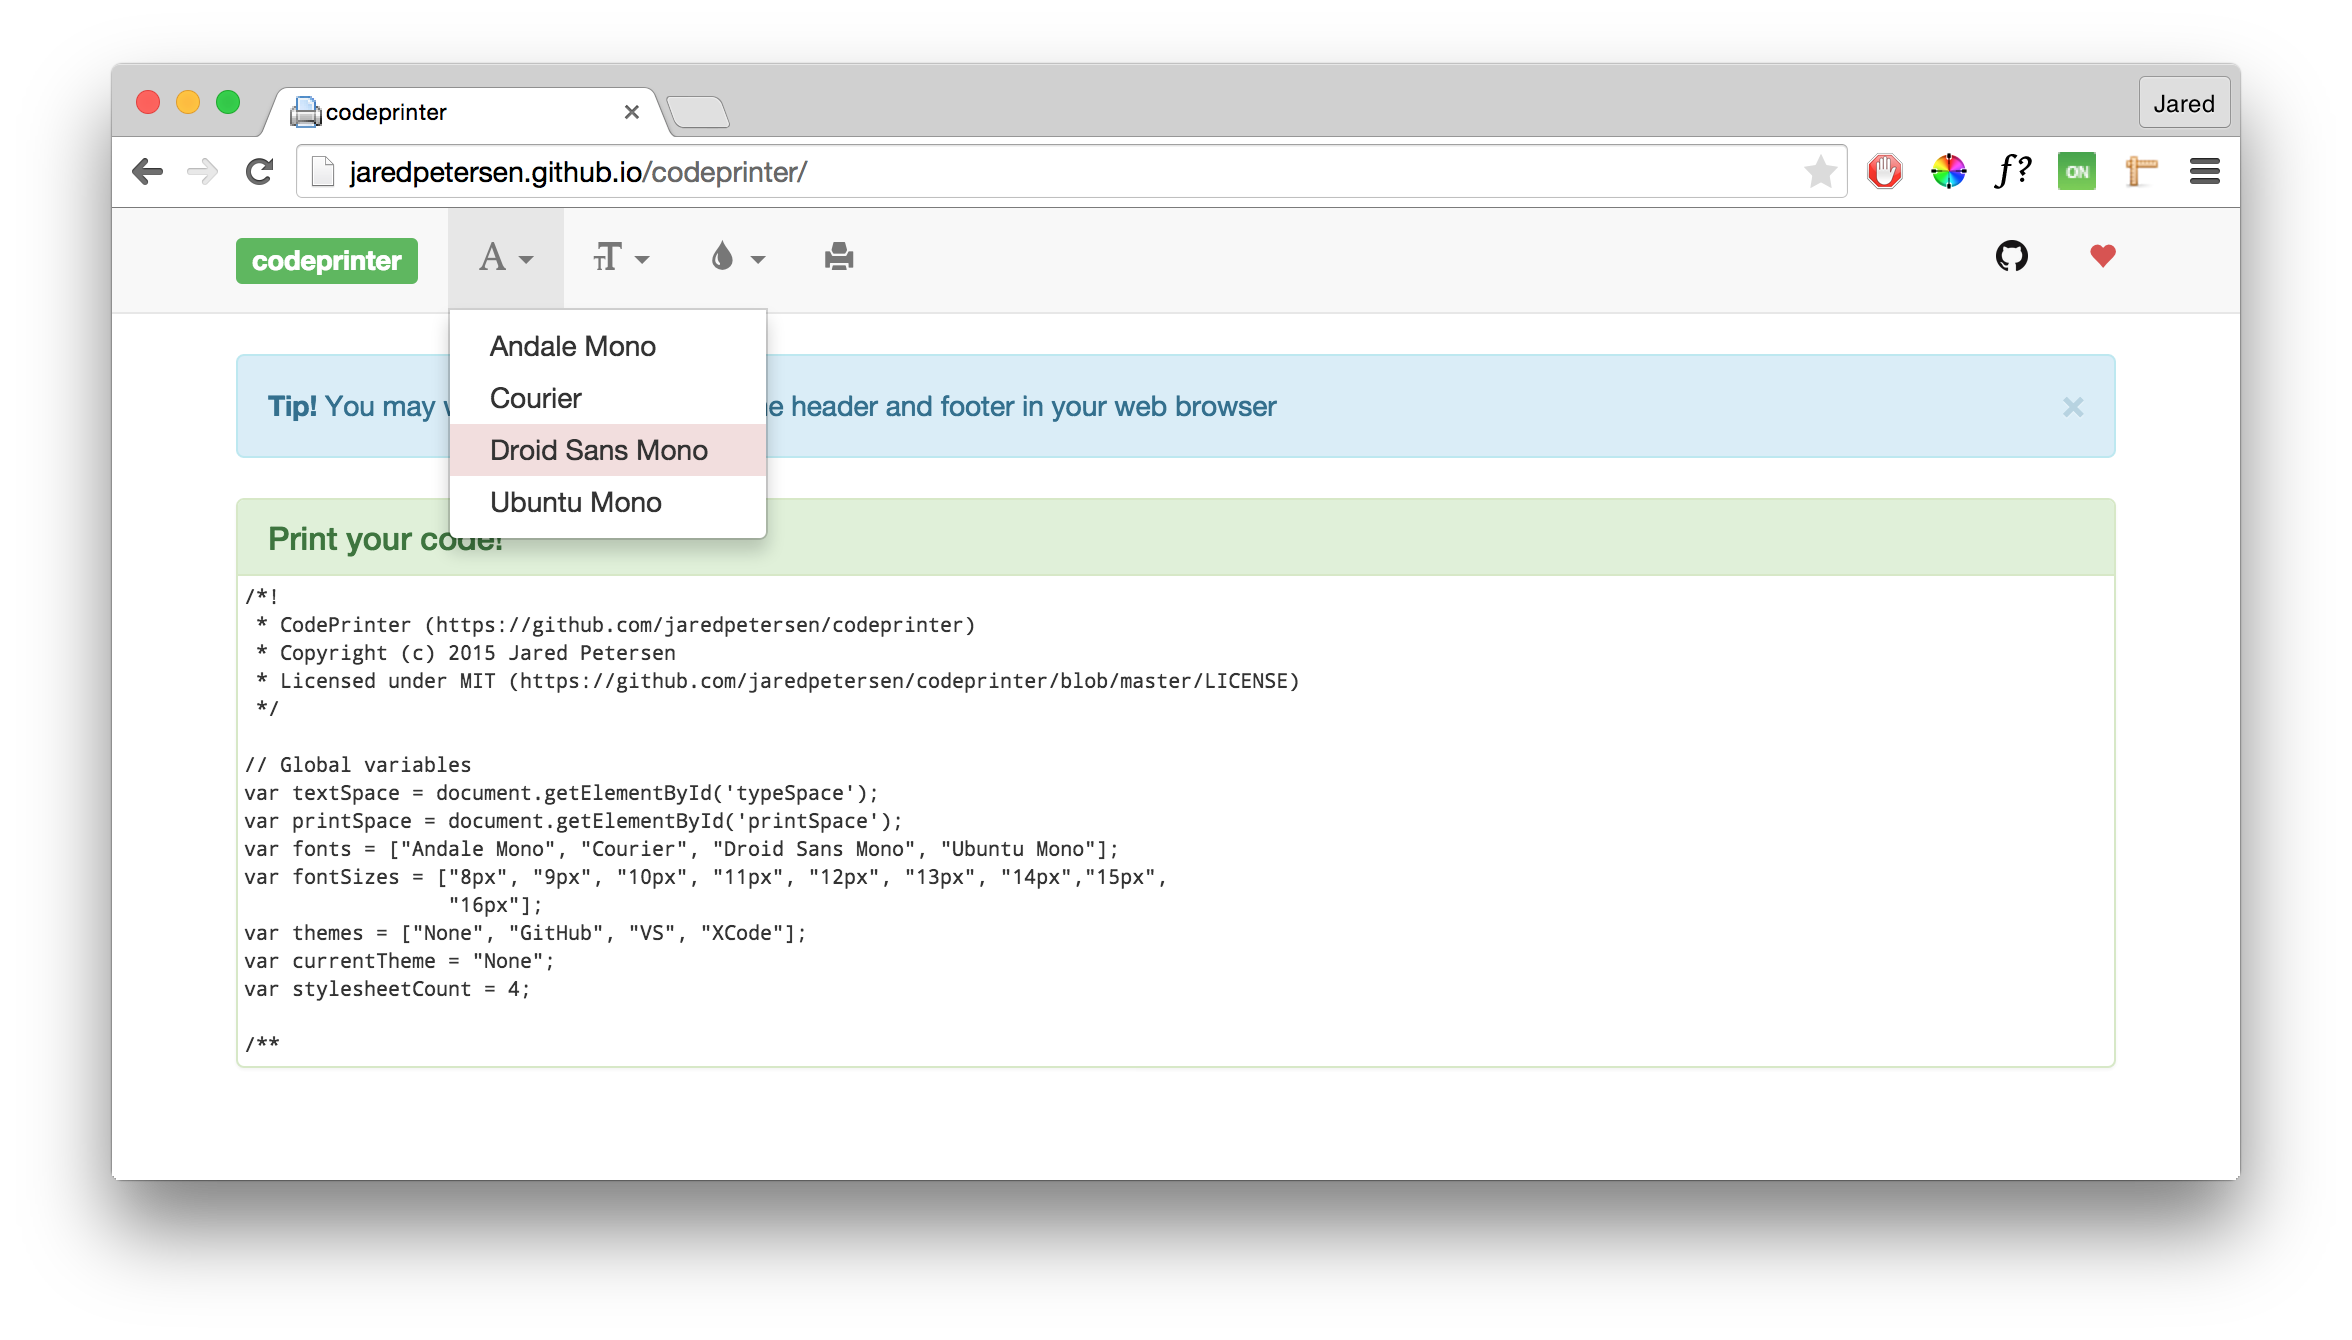 codeprinter
Jared
jaredpetersen.github.io/codeprinter/
f?
ON
codeprinter
A
TT
Andale Mono
Courier
Droid Sans Mono
Ubuntu Mono
Tip! You may header and footer in your web browser
Print your code!
/*!
 * CodePrinter (https://github.com/jaredpetersen/codeprinter)
 * Copyright (c) 2015 Jared Petersen
 * Licensed under MIT (https://github.com/jaredpetersen/codeprinter/blob/master/LICENSE)
 */
// Global variables
var textSpace = document.getElementById('typeSpace');
var printSpace = document.getElementById('printSpace');
var fonts = ["Andale Mono", "Courier", "Droid Sans Mono", "Ubuntu Mono"];
var fontSizes = ["8px", "9px", "10px", "11px", "12px", "13px", "14px","15px",
                 "16px"];
var themes = ["None", "GitHub", "VS", "XCode"];
var currentTheme = "None";
var stylesheetCount = 4;
/**